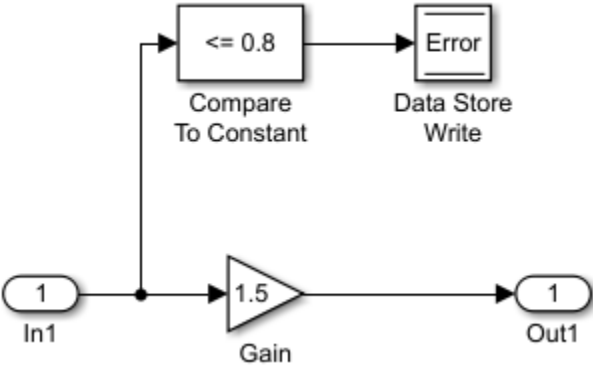 <= 0.8
Error
Compare
To Constant
Data Store
Write
1
1.5
1
In1
Out1
Gain